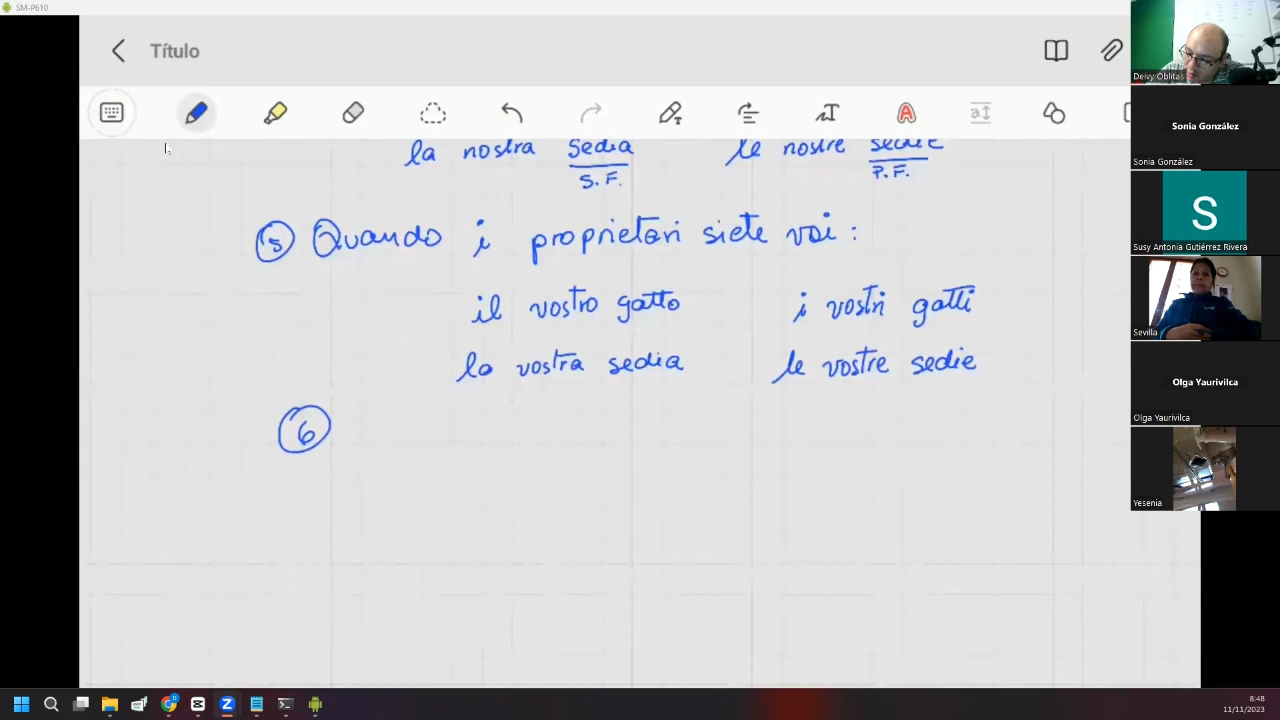 SM-P610
Título
la nostra sedia le nostre sedie
S.F. P.F.
5 Quando i proprietari siete voi:
il vostro gatto i vostri gatti
la vostra sedia le vostre sedie
6
Deivy Oblitas
Sonia González
Sonia González
S
Susy Antonia Gutiérrez Rivera
Sevilla
Olga Yaurivilca
Olga Yaurivilca
Yesenia
8:48
11/11/2023